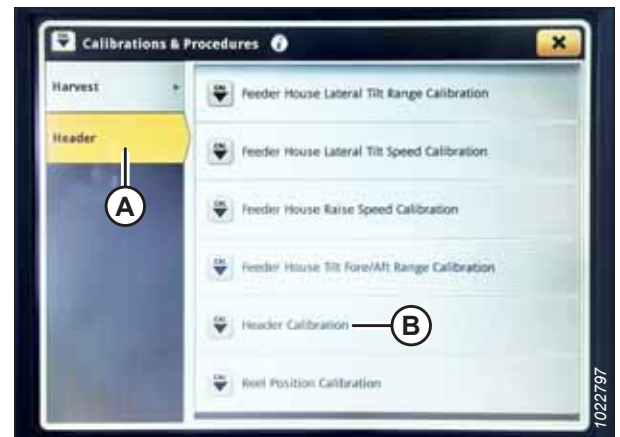 Calibrations & Procedures
Harvest
Feeder House Lateral Tilt Range Calibration
Header
Feeder House Lateral Tilt Speed Calibration
A
Feeder House Raise Speed Calibration
Feeder House Tilt Fore/Aft Range Calibration
Header Calibration
B
Reel Position Calibration
1022797